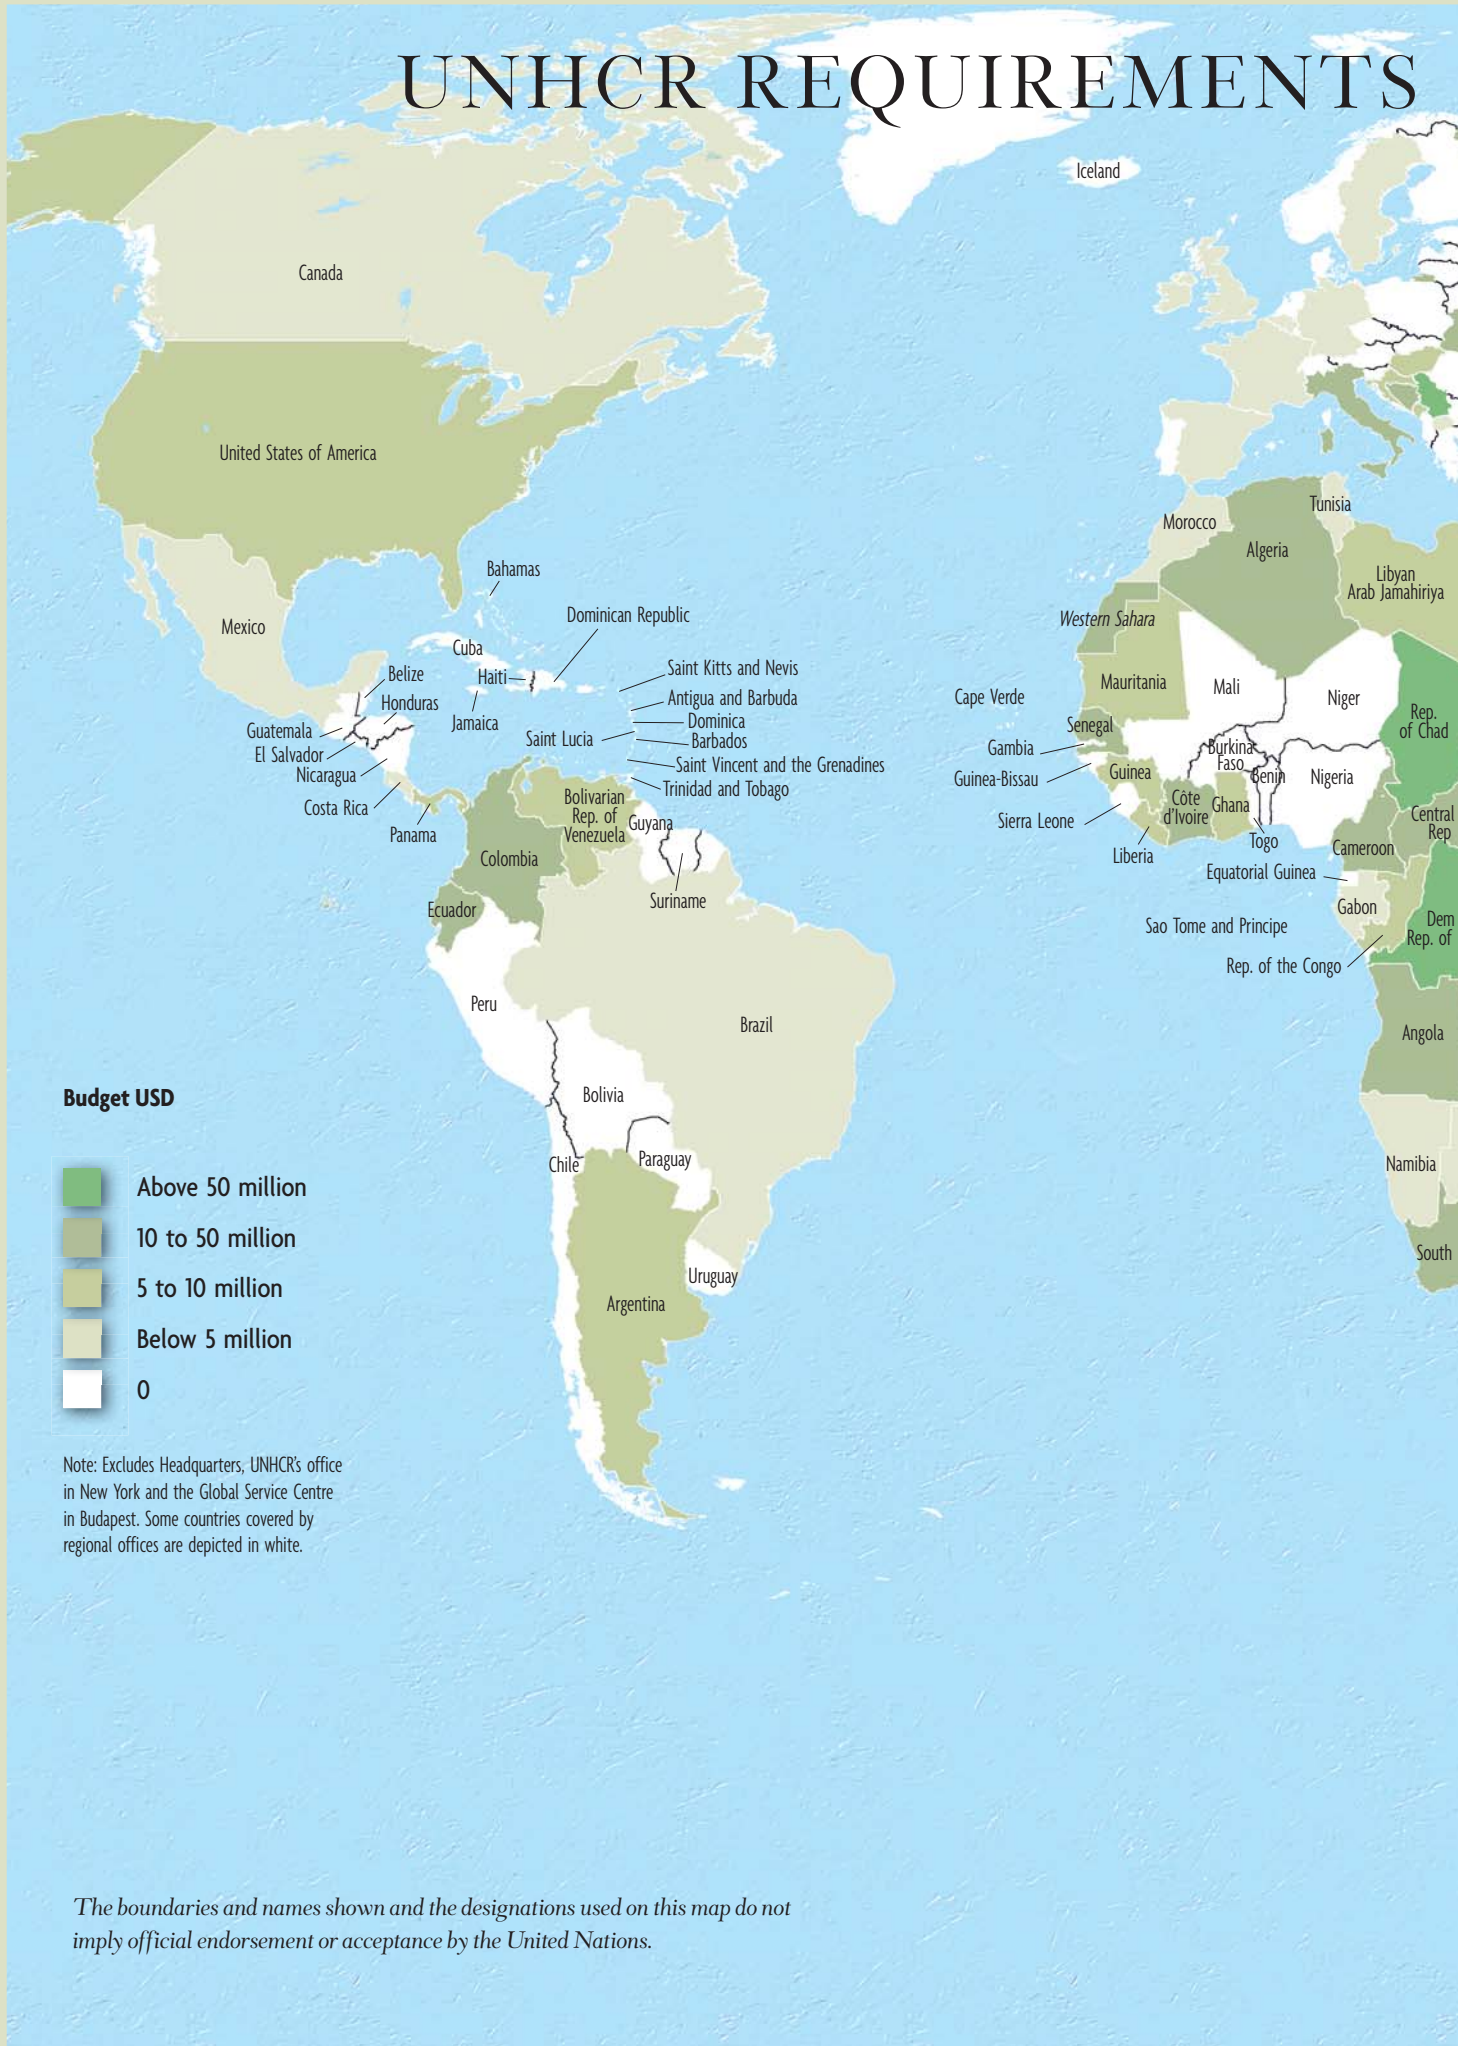 UNHCR REQUIREMENTS
Iceland
Canada
United States of America
Mexico
Bahamas
Dominican Republic
Cuba
Haiti
Jamaica
Belize
Honduras
Guatemala
El Salvador
Nicaragua
Costa Rica
Panama
Saint Kitts and Nevis
Antigua and Barbuda
Dominica
Saint Lucia
Barbados
Saint Vincent and the Grenadines
Trinidad and Tobago
Bolivarian
Rep. of
Venezuela
Guyana
Suriname
Colombia
Ecuador
Peru
Brazil
Bolivia
Paraguay
Chile
Uruguay
Argentina
Morocco
Tunisia
Algeria
Libyan
Arab Jamahiriya
Western Sahara
Mauritania
Mali
Niger
Rep.
of Chad
Cape Verde
Senegal
Gambia
Guinea-Bissau
Guinea
Sierra Leone
Liberia
Côte
d'Ivoire
Burkina
Faso
Ghana
Benin
Togo
Nigeria
Cameroon
Central
Rep
Equatorial Guinea
Gabon
Sao Tome and Principe
Rep. of the Congo
Dem
Rep. of
Angola
Namibia
South
Budget USD
Above 50 million
10 to 50 million
5 to 10 million
Below 5 million
0
Note: Excludes Headquarters, UNHCR's office
in New York and the Global Service Centre
in Budapest. Some countries covered by
regional offices are depicted in white.
The boundaries and names shown and the designations used on this map do not
imply official endorsement or acceptance by the United Nations.